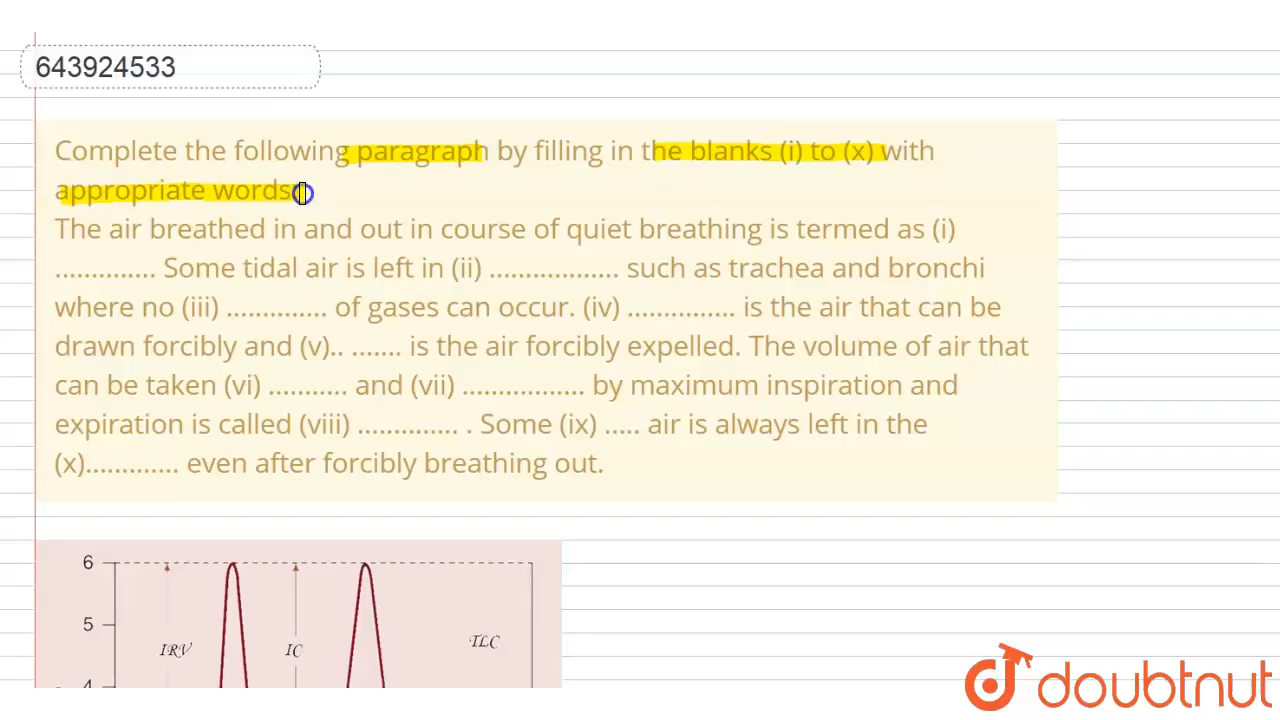 643924533
Complete the following paragraph by filling in the blanks (i) to (x) with
appropriate words
The air breathed in and out in course of quiet breathing is termed as (i)
.............. Some tidal air is left in (ii) .................. such as trachea and bronchi
where no (iii) .............. of gases can occur. (iv) ............... is the air that can be
drawn forcibly and (v).. ....... is the air forcibly expelled. The volume of air that
can be taken (vi) ........... and (vii) ................. by maximum inspiration and
expiration is called (viii) .............. . Some (ix) ..... air is always left in the
(x)............. even after forcibly breathing out.
6
5
IRV IC TLC
4
doubtnut